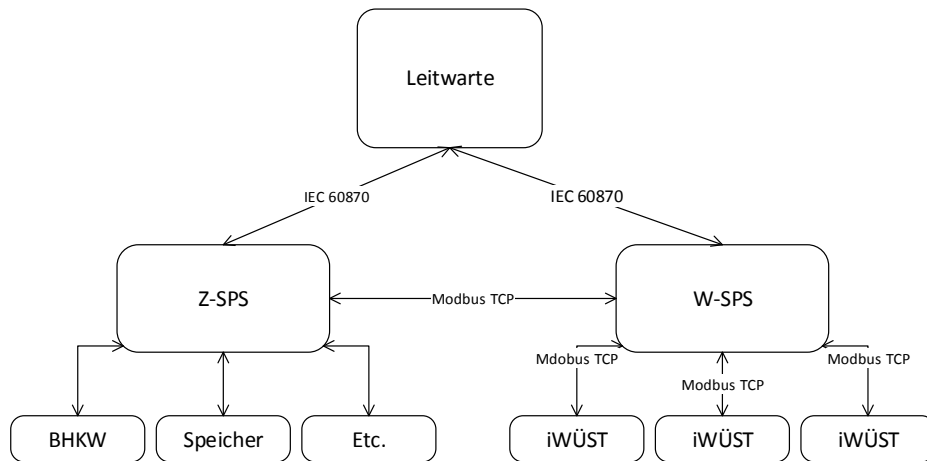 Leitwarte
IEC 60870
IEC 60870
Z-SPS
Modbus TCP
W-SPS
Mdobus TCP
Modbus TCP
Modbus TCP
BHKW
Speicher
Etc.
iWÜST
iWÜST
iWÜST